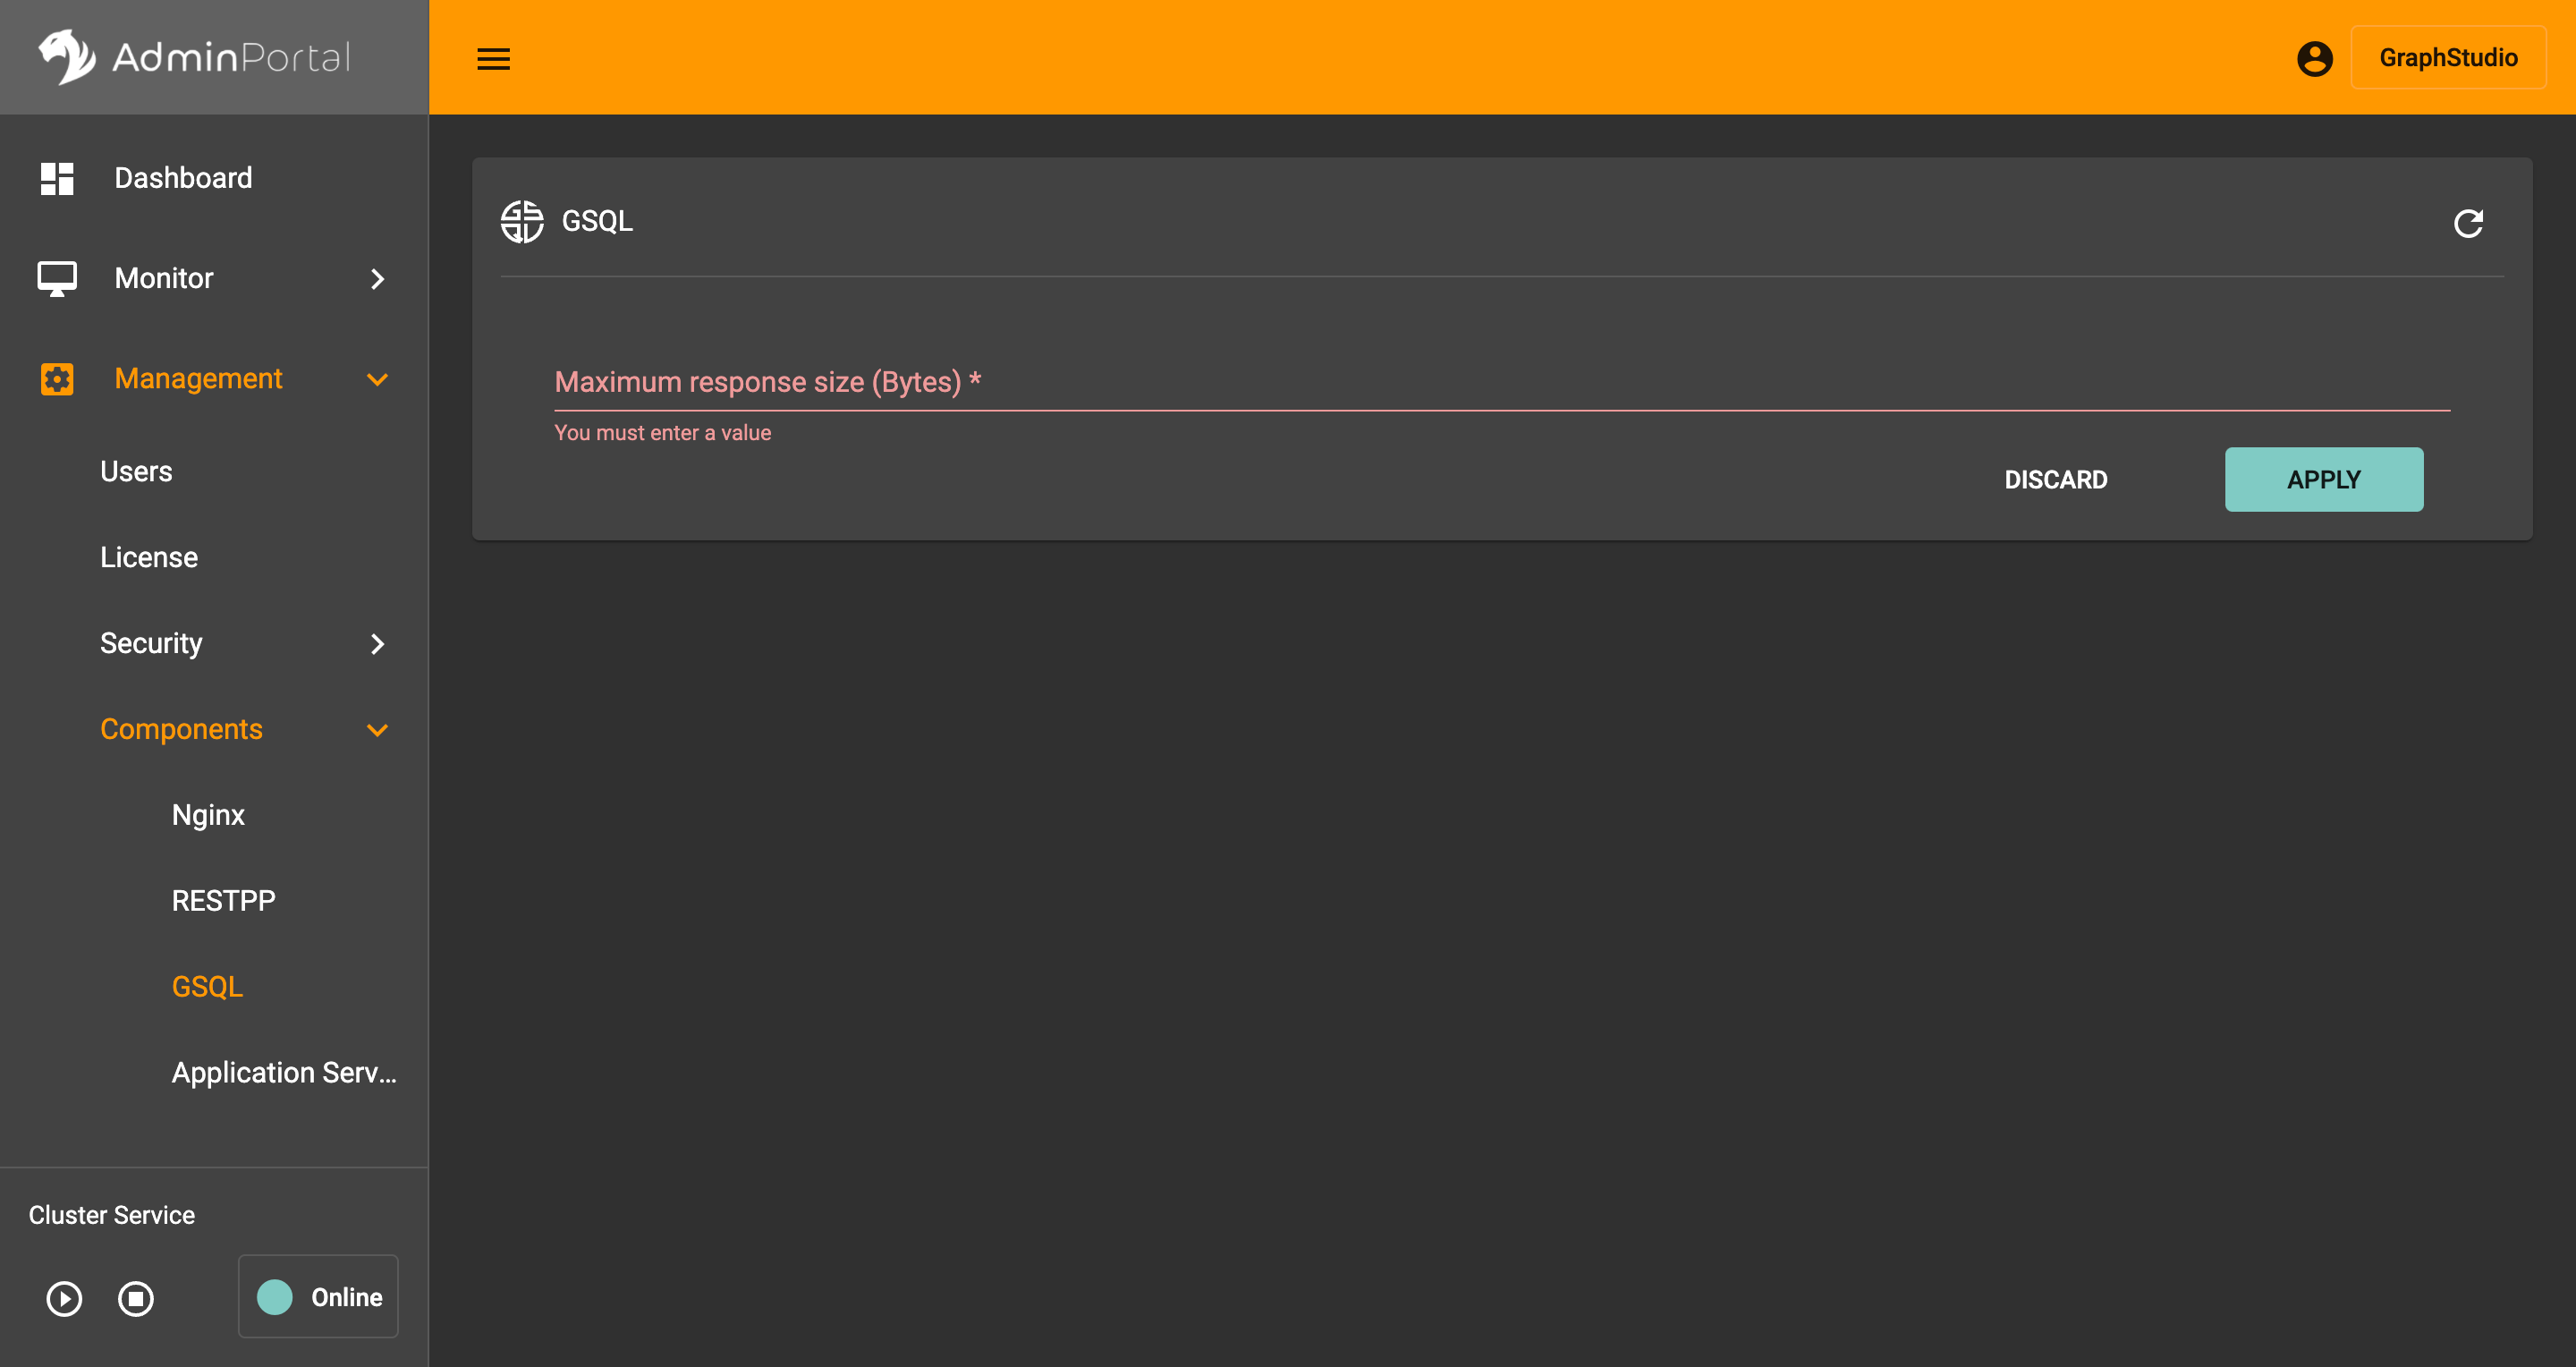 AdminPortal
GraphStudio
Dashboard
Monitor
Management
Users
License
Security
Components
Nginx
RESTPP
GSQL
Application Serv...
Cluster Service
Online
GSQL
Maximum response size (Bytes) *
You must enter a value
DISCARD
APPLY